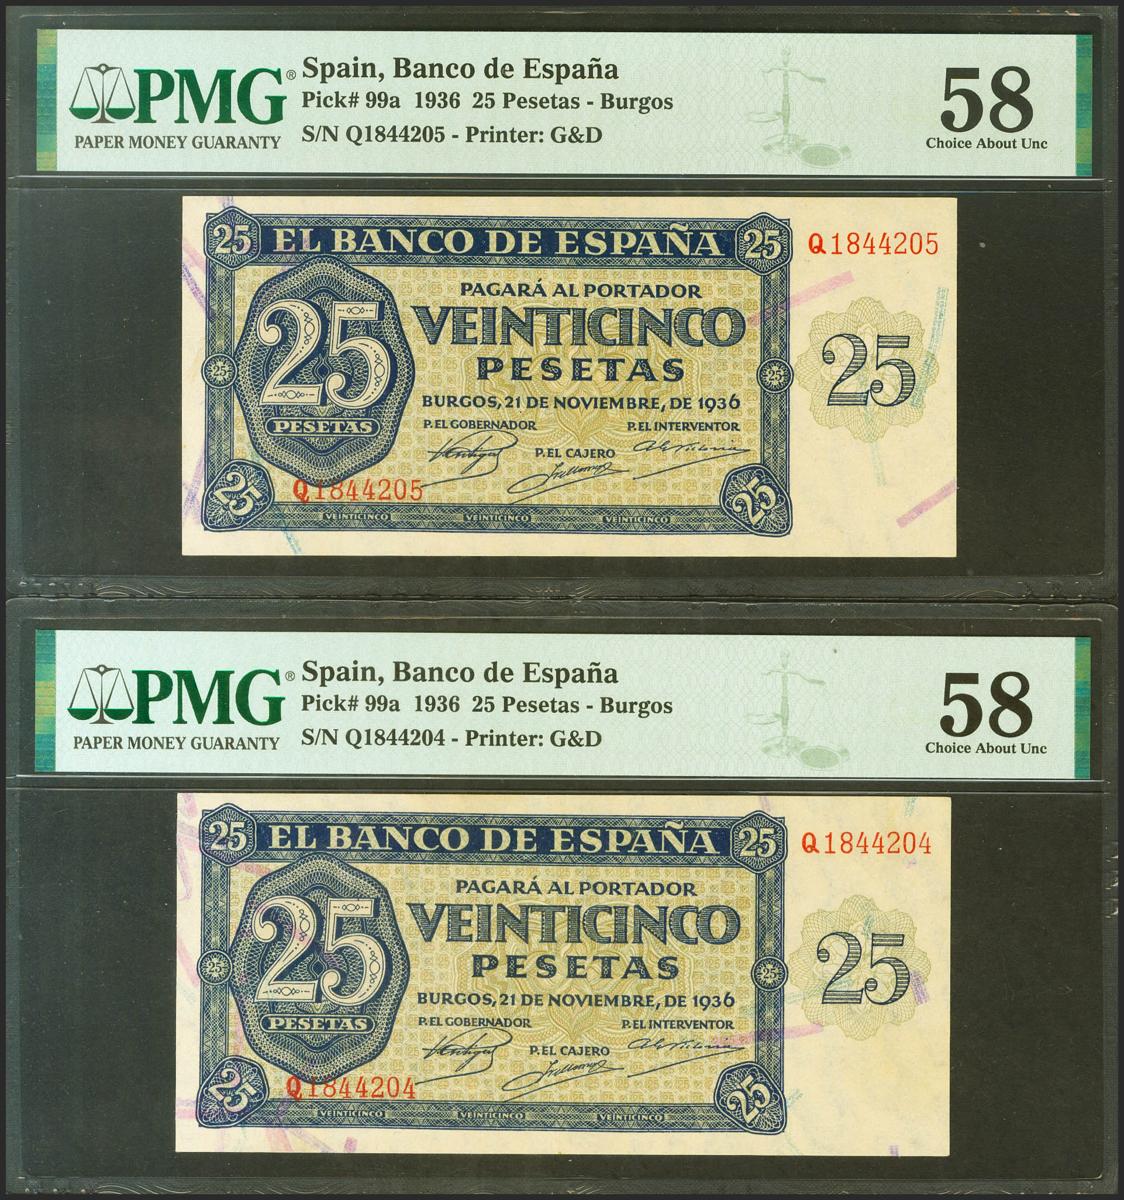 PMG®
PAPER MONEY GUARANTY
Spain, Banco de España
Pick# 99a 1936 25 Pesetas - Burgos
S/N Q1844205 - Printer: G&D
58
Choice About Unc
25 EL BANCO DE ESPAÑA 25
Q1844205
PAGARÁ AL PORTADOR
VEINTICINCO
PESETAS
25
PESETAS
25
25
25
BURGOS, 21 DE NOVIEMBRE, DE 1936
P.EL GOBERNADOR
P.EL INTERVENTOR
P.EL CAJERO
Q1844205
25
25
VEINTICINCO VEINTICINCO VEINTICINCO
PMG®
PAPER MONEY GUARANTY
Spain, Banco de España
Pick# 99a 1936 25 Pesetas - Burgos
S/N Q1844204 - Printer: G&D
58
Choice About Unc
25 EL BANCO DE ESPAÑA 25
Q1844204
PAGARÁ AL PORTADOR
VEINTICINCO
PESETAS
25
PESETAS
25
25
25
BURGOS, 21 DE NOVIEMBRE, DE 1936
P.EL GOBERNADOR
P.EL INTERVENTOR
P.EL CAJERO
Q1844204
25
25
VEINTICINCO VEINTICINCO VEINTICINCO